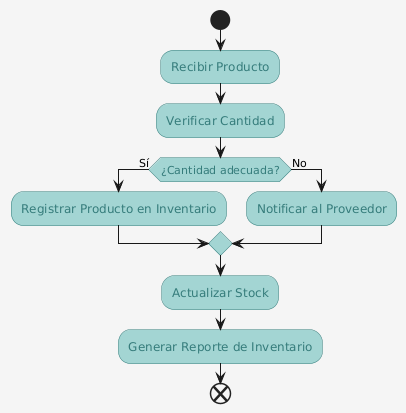 Recibir Producto
Verificar Cantidad
Sí
¿Cantidad adecuada?
No
Registrar Producto en Inventario
Notificar al Proveedor
Actualizar Stock
Generar Reporte de Inventario